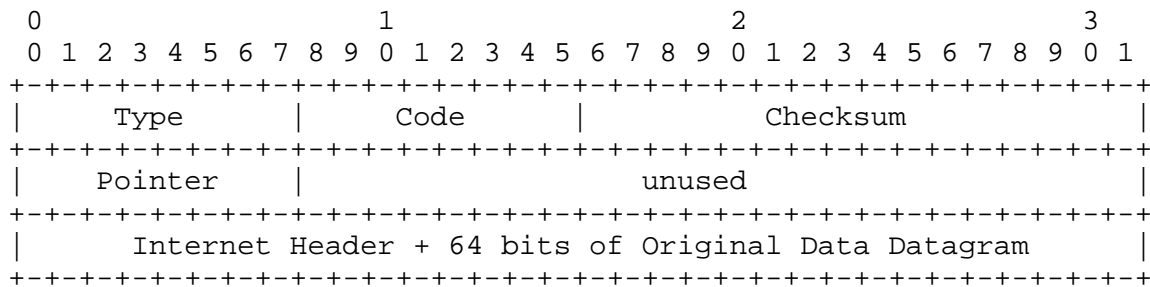 0                   1                   2                   3
 0 1 2 3 4 5 6 7 8 9 0 1 2 3 4 5 6 7 8 9 0 1 2 3 4 5 6 7 8 9 0 1
+-+-+-+-+-+-+-+-+-+-+-+-+-+-+-+-+-+-+-+-+-+-+-+-+-+-+-+-+-+-+-+-+
|     Type      |     Code      |          Checksum             |
+-+-+-+-+-+-+-+-+-+-+-+-+-+-+-+-+-+-+-+-+-+-+-+-+-+-+-+-+-+-+-+-+
|    Pointer    |                   unused                      |
+-+-+-+-+-+-+-+-+-+-+-+-+-+-+-+-+-+-+-+-+-+-+-+-+-+-+-+-+-+-+-+-+
|      Internet Header + 64 bits of Original Data Datagram      |
+-+-+-+-+-+-+-+-+-+-+-+-+-+-+-+-+-+-+-+-+-+-+-+-+-+-+-+-+-+-+-+-+